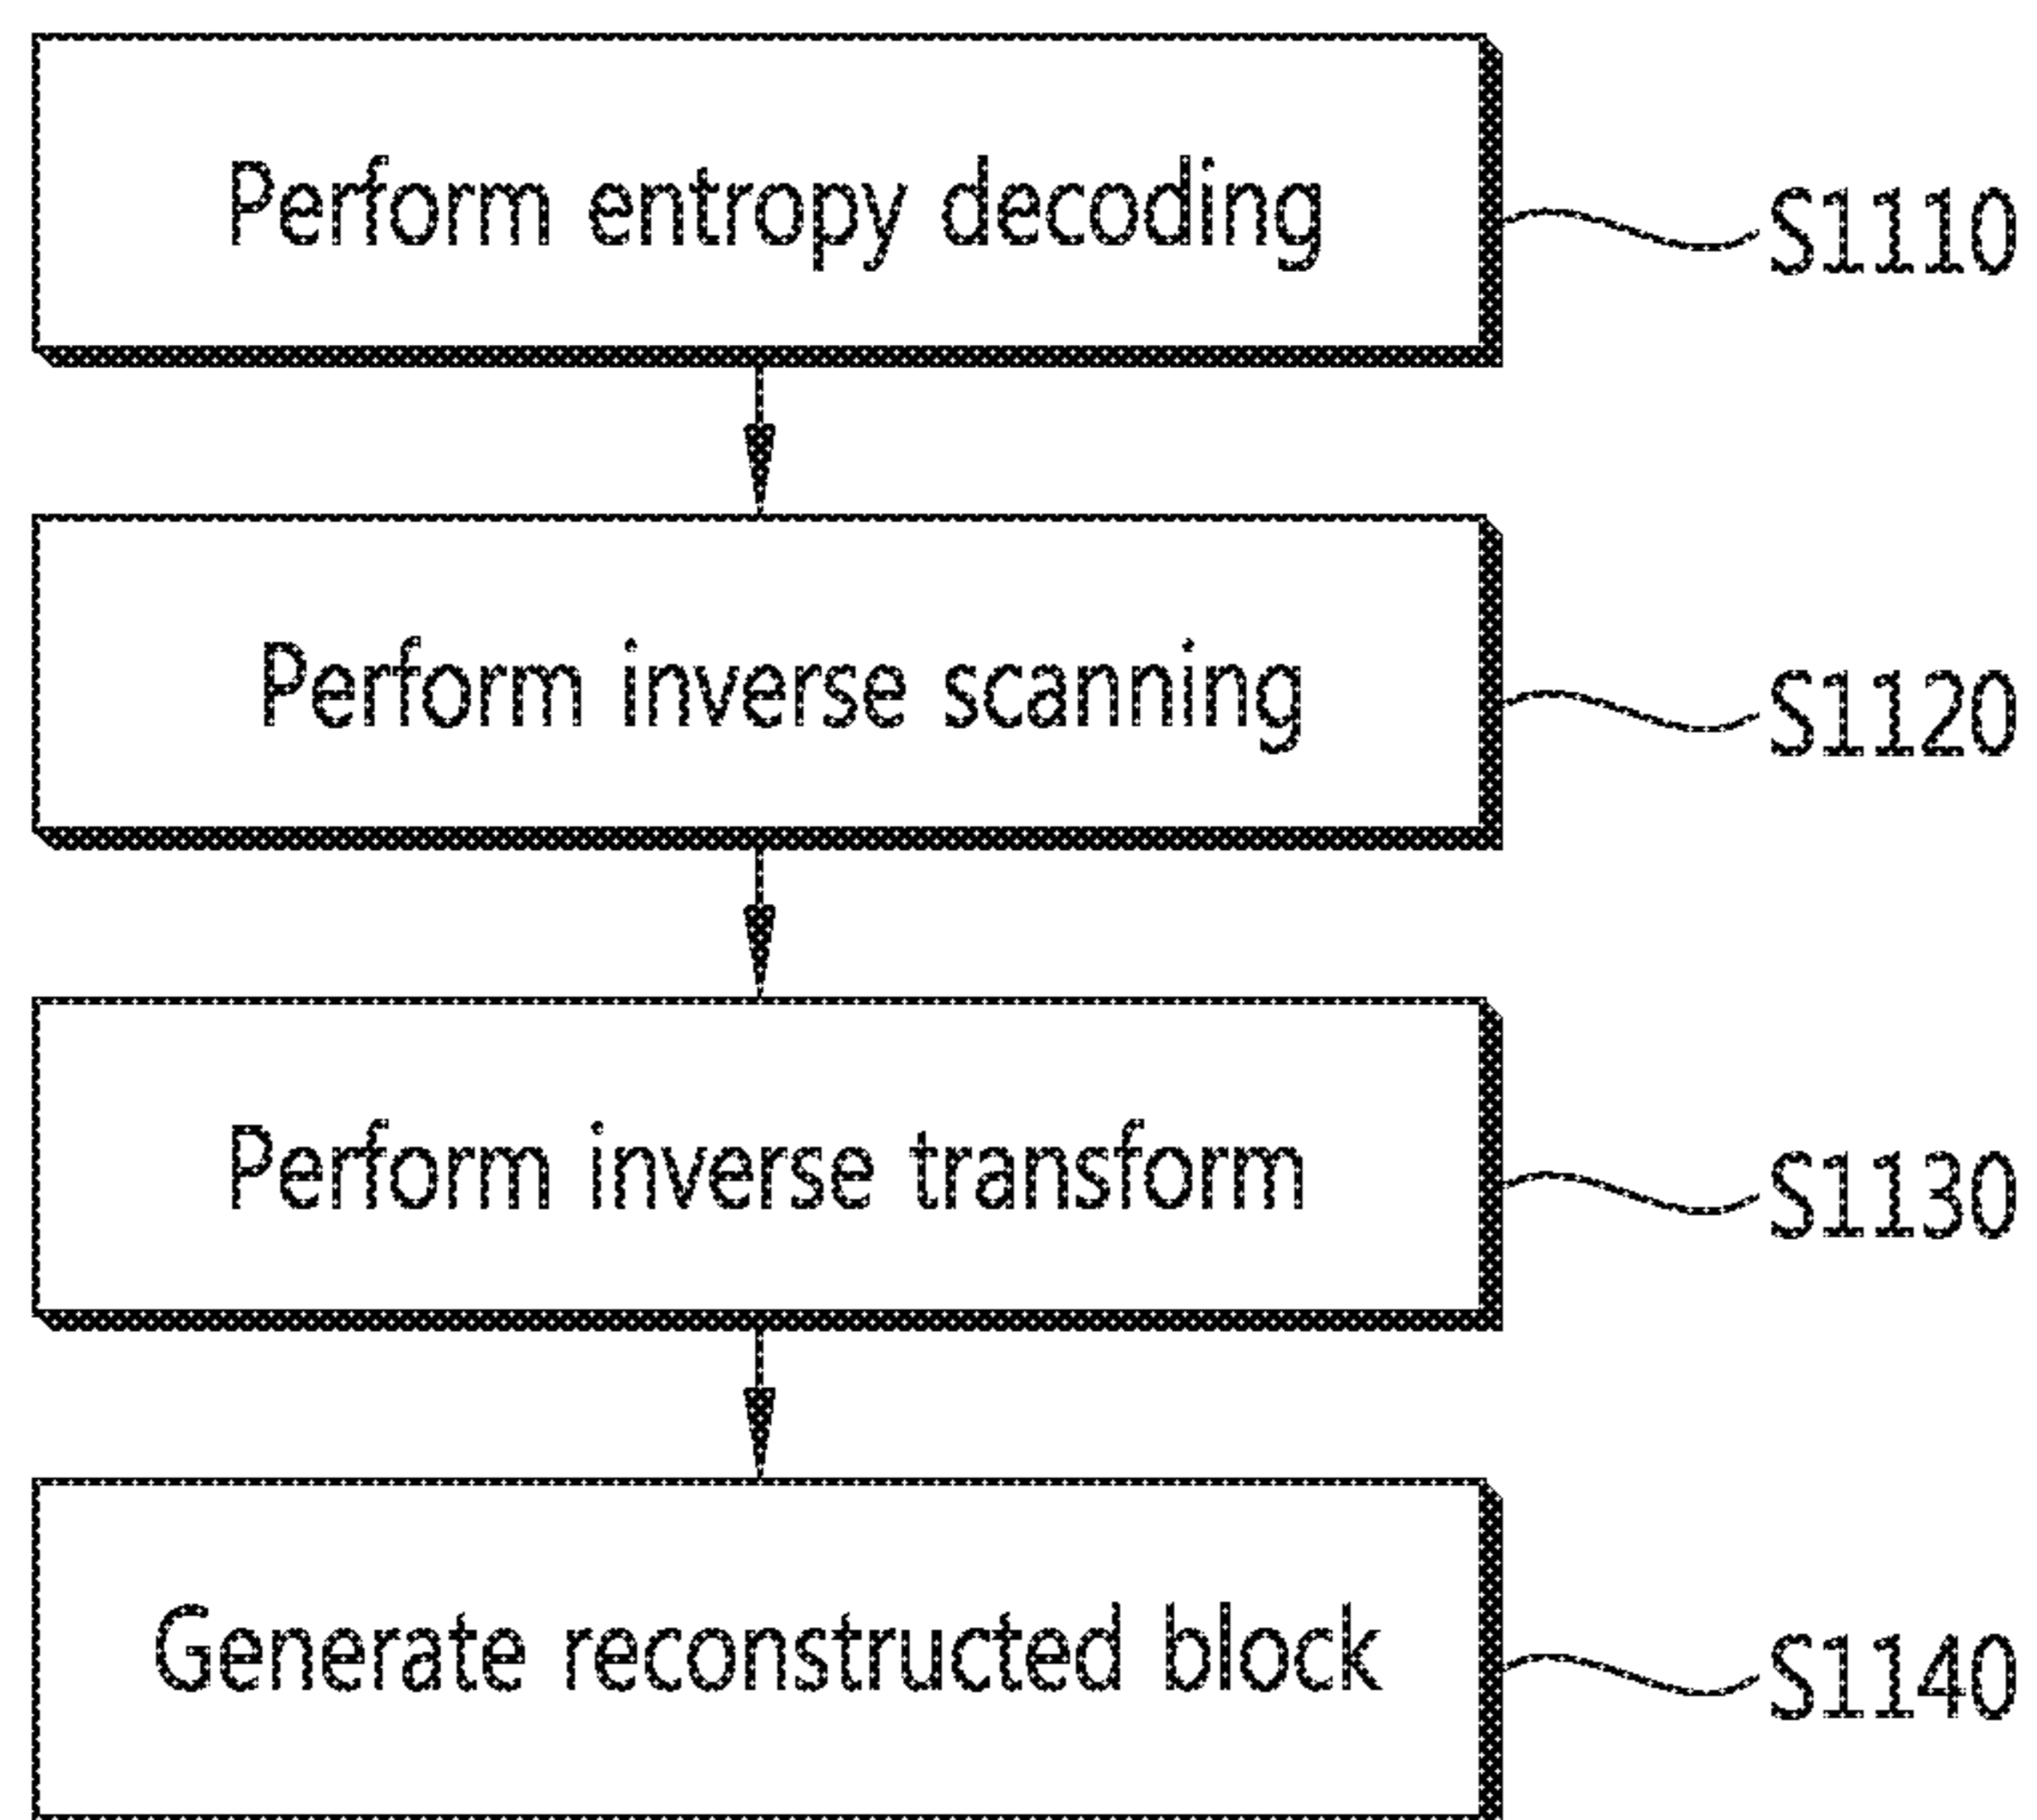 Perform entropy decoding
S1110
Perform inverse scanning
S1120
Perform inverse transform
S1130
Generate reconstructed block
S1140